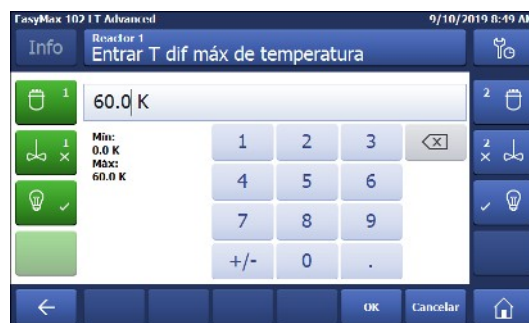 EasyMax 102 LT Advanced
9/10/2019 8:49 AM
Info
Reactor 1
Entrar T dif máx de temperatura
1
60.0 K
2
1
Mín:
0.0 K
Máx:
60.0 K
1 2 3
2
4 5 6
7 8 9
+/- 0 .
OK
Cancelar